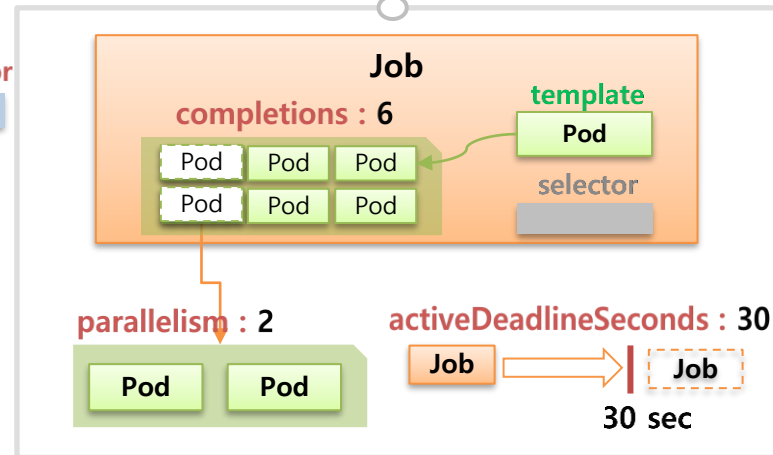 or
Job
completions : 6
template
Pod
Pod Pod Pod
Pod Pod Pod
selector
parallelism : 2
Pod Pod
activeDeadlineSeconds : 30
Job Job
30 sec